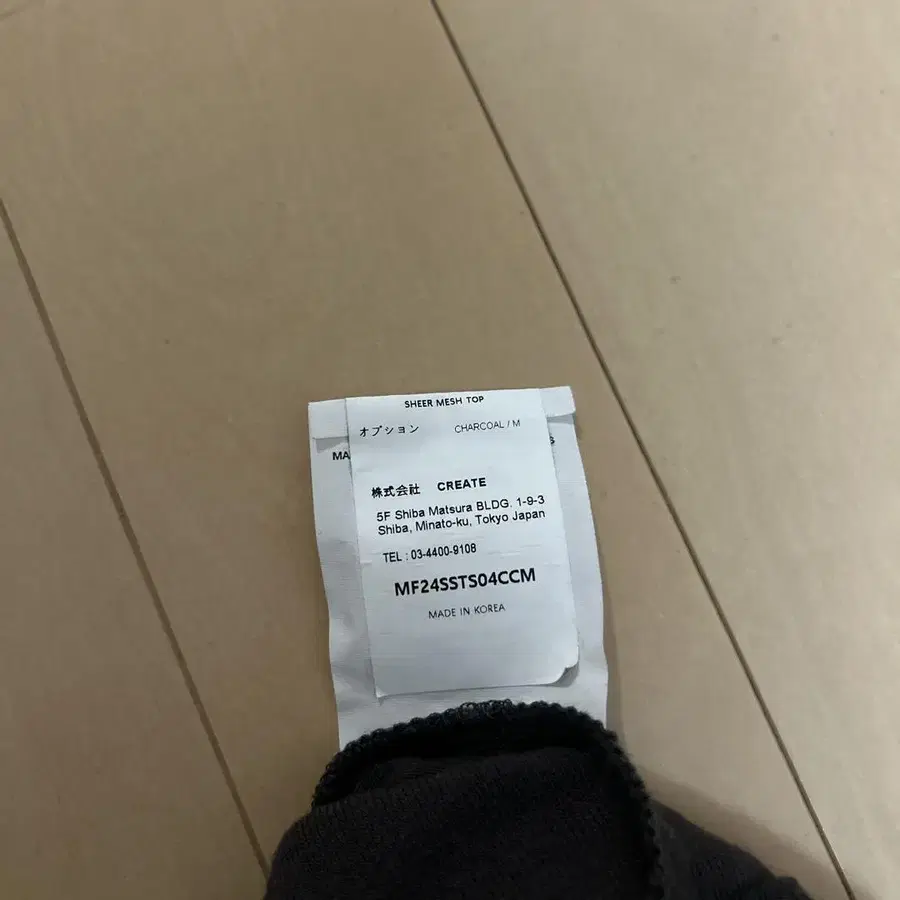 SHEER MESH TOP
オプション CHARCOAL / M
MA
S
株式会社 CREATE
5F Shiba Matsura BLDG. 1-9-3
Shiba, Minato-ku, Tokyo Japan
TEL : 03-4400-9108
MF24SSTS04CCM
MADE IN KOREA